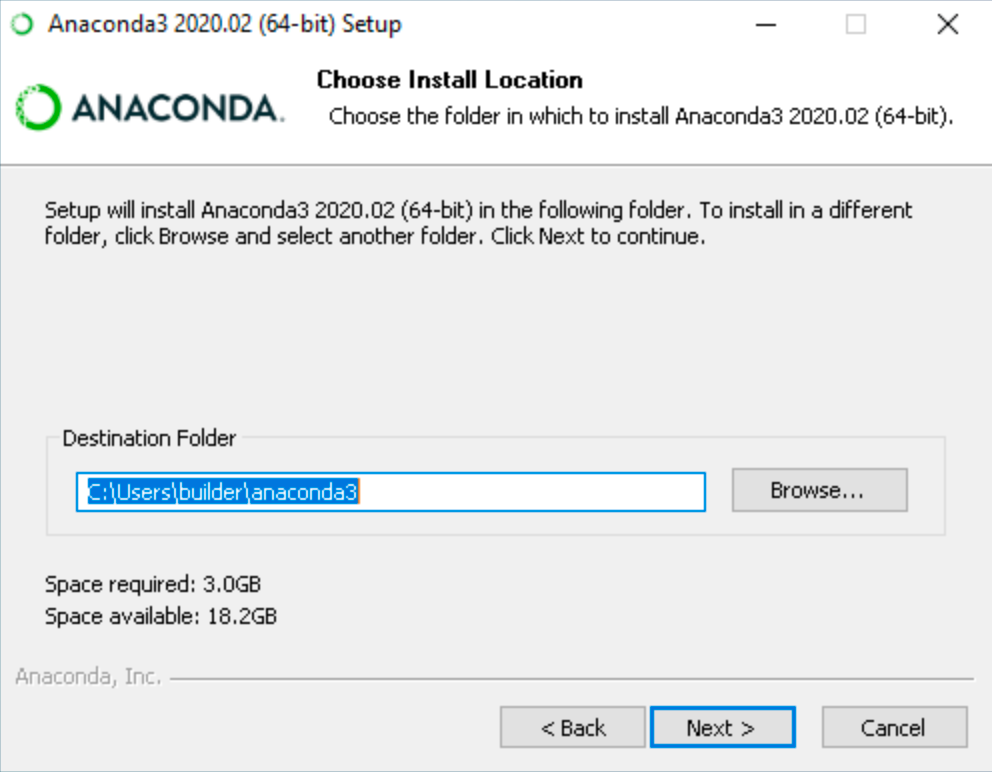 Anaconda3 2020.02 (64-bit) Setup
ANACONDA.
Choose Install Location
Choose the folder in which to install Anaconda3 2020.02 (64-bit).
Setup will install Anaconda3 2020.02 (64-bit) in the following folder. To install in a different
folder, click Browse and select another folder. Click Next to continue.
Destination Folder
C:\Users\builder\anaconda3
Browse...
Space required: 3.0GB
Space available: 18.2GB
Anaconda, Inc.
< Back
Next >
Cancel